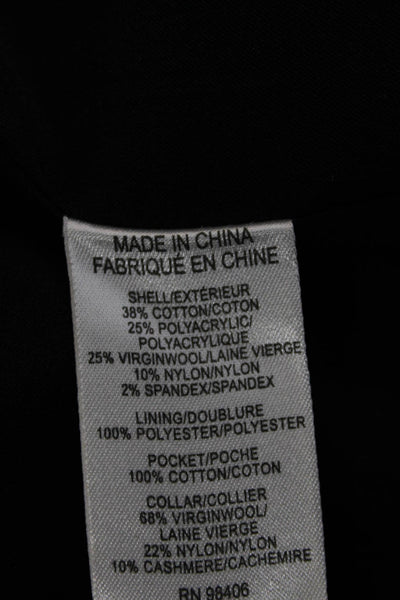 MADE IN CHINA
FABRIQUÉ EN CHINE
SHELL/EXTÉRIEUR
38% COTTON/COTON
25% POLYACRYLIC/
POLYACRYLIQUE
25% VIRGINWOOL/LAINE VIERGE
10% NYLON/NYLON
2% SPANDEX/SPANDEX
LINING/DOUBLURE
100% POLYESTER/POLYESTER
POCKET/POCHE
100% COTTON/COTON
COLLAR/COLLIER
68% VIRGINWOOL/
LAINE VIERGE
22% NYLON/NYLON
10% CASHMERE/CACHEMIRE
RN 98406